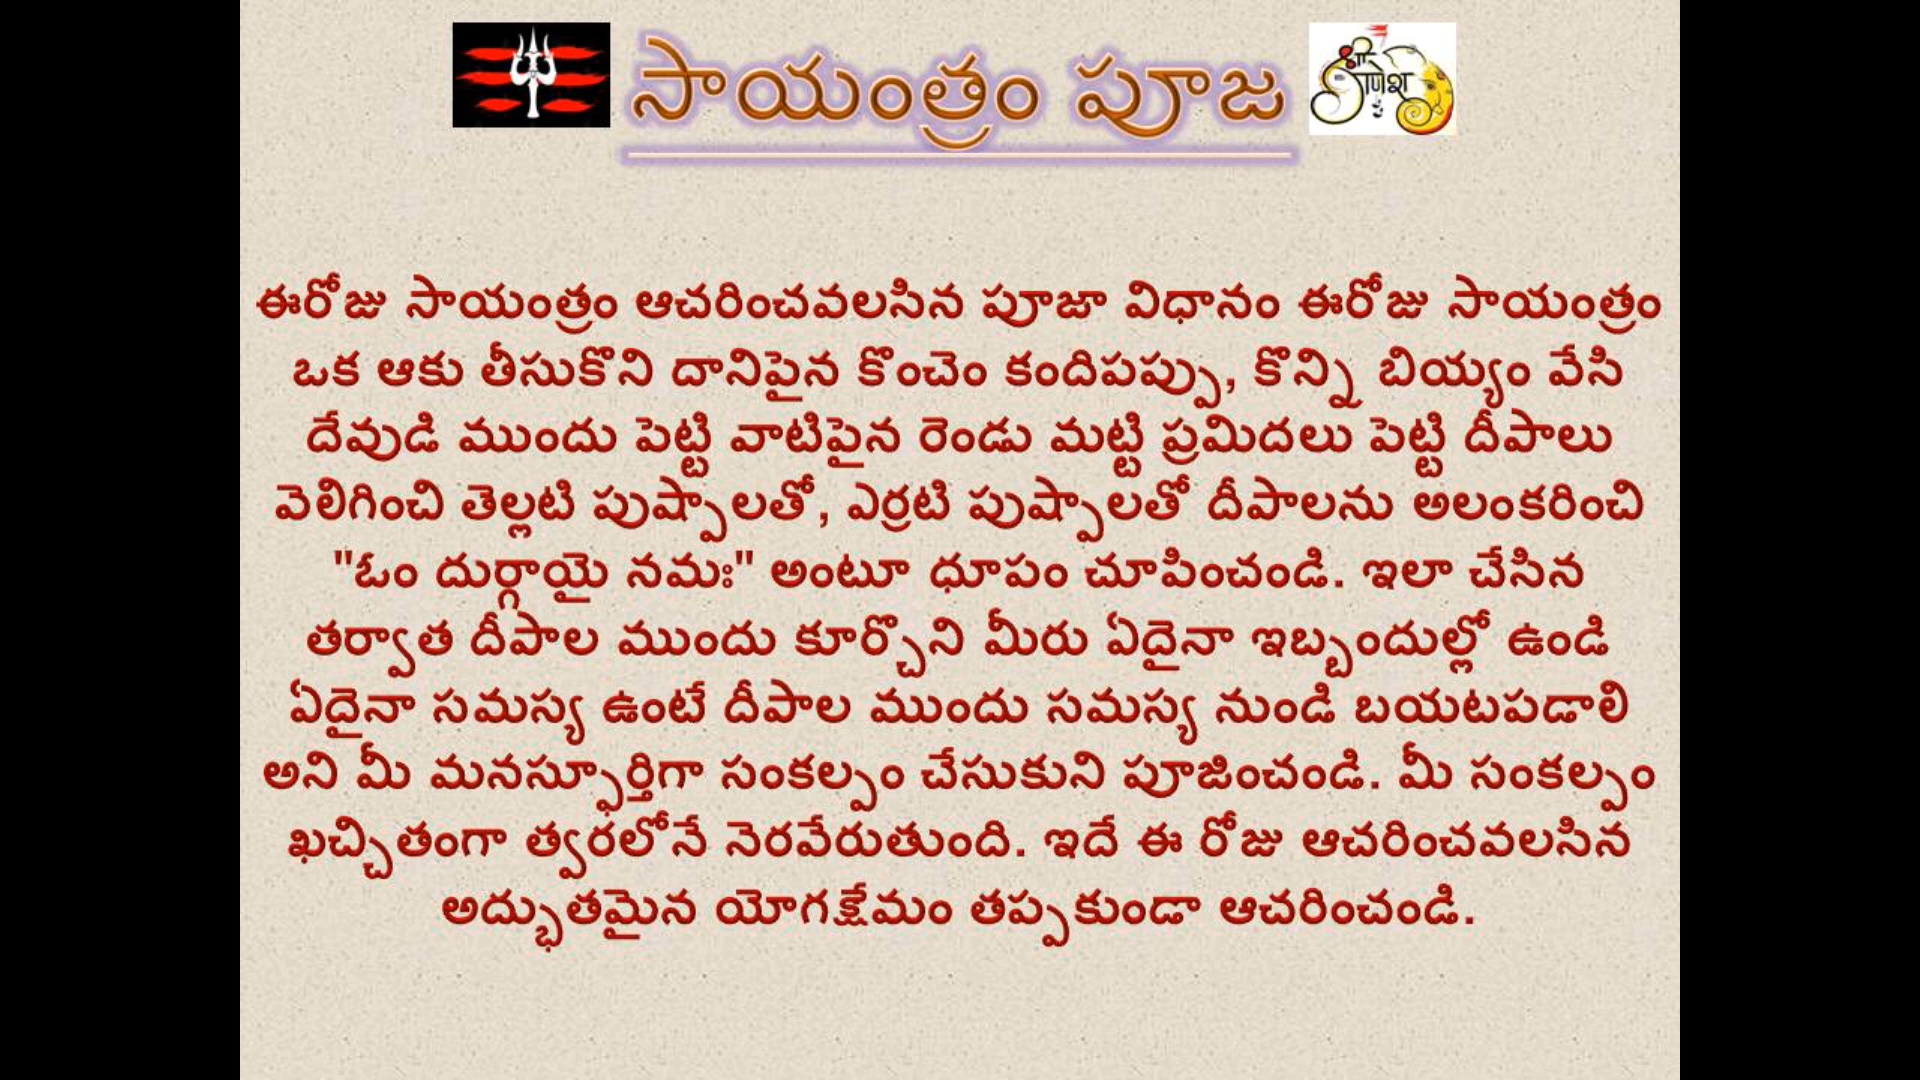 సాయంత్రం పూజ
श्री गणेश
ఈరోజు సాయంత్రం ఆచరించవలసిన పూజా విధానం ఈరోజు సాయంత్రం
ఒక ఆకు తీసుకొని దానిపైన కొంచెం కందిపప్పు, కొన్ని బియ్యం వేసి
దేవుడి ముందు పెట్టి వాటిపైన రెండు మట్టి ప్రమిదలు పెట్టి దీపాలు
వెలిగించి తెల్లటి పుష్పాలతో, ఎర్రటి పుష్పాలతో దీపాలను అలంకరించి
"ఓం దుర్గాయై నమః" అంటూ ధూపం చూపించండి. ఇలా చేసిన
తర్వాత దీపాల ముందు కూర్చొని మీరు ఏదైనా ఇబ్బందుల్లో ఉండి
ఏదైనా సమస్య ఉంటే దీపాల ముందు సమస్య నుండి బయటపడాలి
అని మీ మనస్ఫూర్తిగా సంకల్పం చేసుకుని పూజించండి. మీ సంకల్పం
ఖచ్చితంగా త్వరలోనే నెరవేరుతుంది. ఇదే ఈ రోజు ఆచరించవలసిన
అద్భుతమైన యోగక్షేమం తప్పకుండా ఆచరించండి.